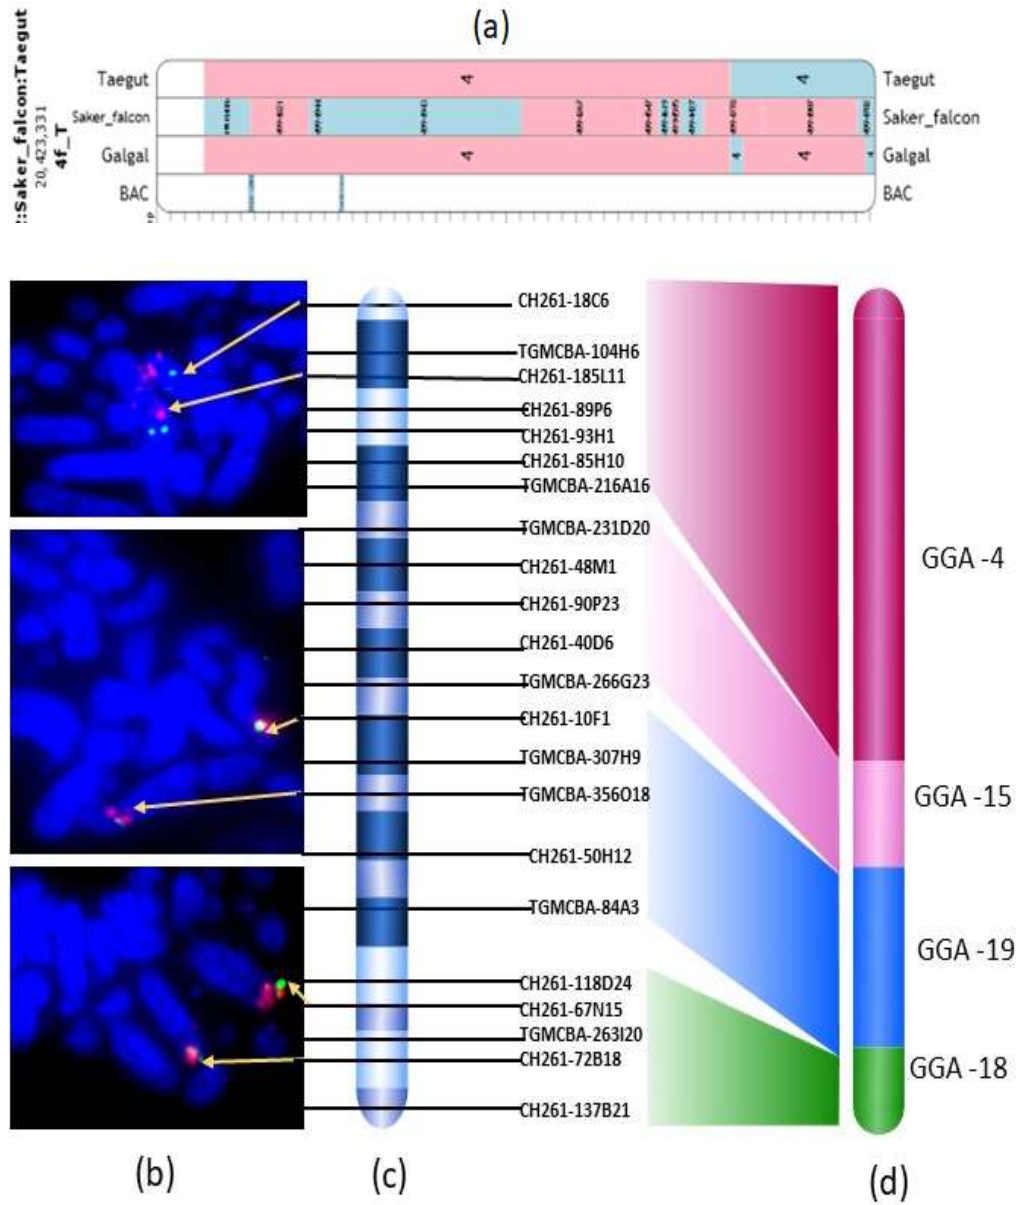 (a)
::Saker_falcon:Taegut
20,423,331
4f_T
Taegut 4 4 Taegut
Saker_falcon Saker_falcon
Galgal 4 4 4 4 Galgal
BAC BAC
CH261-18C6
TGMCBA-104H6
CH261-185L11
CH261-89P6
CH261-93H1
CH261-85H10
TGMCBA-216A16
TGMCBA-231D20
CH261-48M1
CH261-90P23
CH261-40D6
TGMCBA-266G23
CH261-10F1
TGMCBA-307H9
TGMCBA-356O18
CH261-50H12
TGMCBA-84A3
CH261-118D24
CH261-67N15
TGMCBA-263I20
CH261-72B18
CH261-137B21
GGA -4
GGA -15
GGA -19
GGA -18
(b) (c) (d)